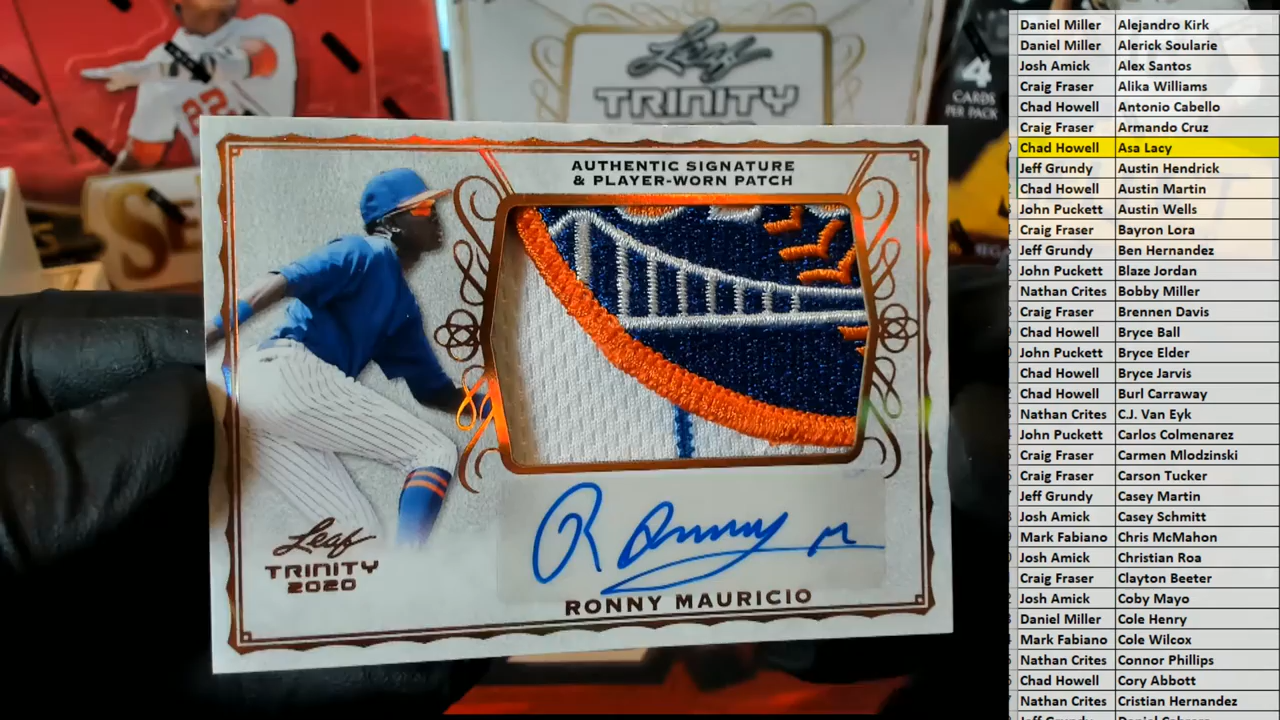 22
Leaf
TRINITY
4
CARDS
PER PACK
AUTHENTIC SIGNATURE
& PLAYER-WORN PATCH
Leaf
TRINITY
2020
RONNY MAURICIO
Daniel Miller Alejandro Kirk
Daniel Miller Alerick Soularie
Josh Amick Alex Santos
Craig Fraser Alika Williams
Chad Howell Antonio Cabello
Craig Fraser Armando Cruz
Chad Howell Asa Lacy
Jeff Grundy Austin Hendrick
Chad Howell Austin Martin
John Puckett Austin Wells
Craig Fraser Bayron Lora
Jeff Grundy Ben Hernandez
John Puckett Blaze Jordan
Nathan Crites Bobby Miller
Craig Fraser Brennen Davis
Chad Howell Bryce Ball
John Puckett Bryce Elder
Chad Howell Bryce Jarvis
Chad Howell Burl Carraway
Nathan Crites C.J. Van Eyk
John Puckett Carlos Colmenarez
Craig Fraser Carmen Mlodzinski
Craig Fraser Carson Tucker
Jeff Grundy Casey Martin
Josh Amick Casey Schmitt
Mark Fabiano Chris McMahon
Josh Amick Christian Roa
Craig Fraser Clayton Beeter
Josh Amick Coby Mayo
Daniel Miller Cole Henry
Mark Fabiano Cole Wilcox
Nathan Crites Connor Phillips
Chad Howell Cory Abbott
Nathan Crites Cristian Hernandez